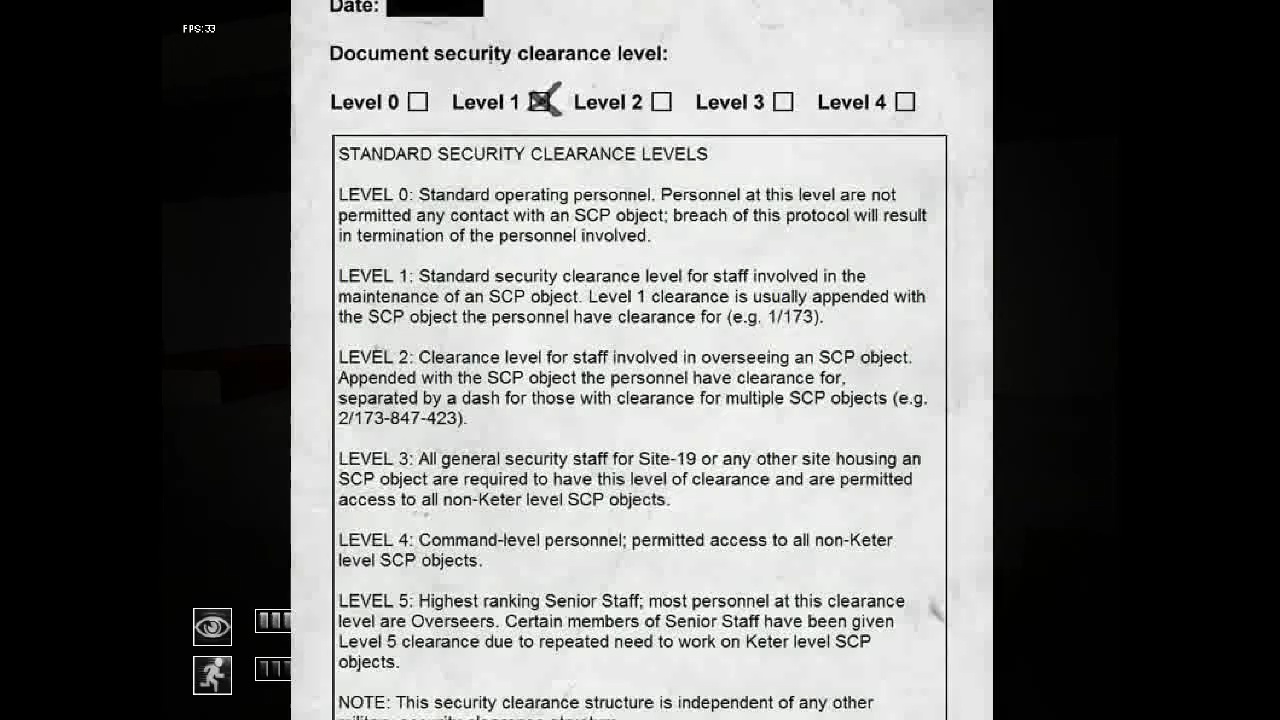 FPS:33
Date:
Document security clearance level:
Level 0 Level 1 Level 2 Level 3 Level 4
STANDARD SECURITY CLEARANCE LEVELS
LEVEL 0: Standard operating personnel. Personnel at this level are not
permitted any contact with an SCP object; breach of this protocol will result
in termination of the personnel involved.
LEVEL 1: Standard security clearance level for staff involved in the
maintenance of an SCP object. Level 1 clearance is usually appended with
the SCP object the personnel have clearance for (e.g. 1/173).
LEVEL 2: Clearance level for staff involved in overseeing an SCP object.
Appended with the SCP object the personnel have clearance for,
separated by a dash for those with clearance for multiple SCP objects (e.g.
2/173-847-423).
LEVEL 3: All general security staff for Site-19 or any other site housing an
SCP object are required to have this level of clearance and are permitted
access to all non-Keter level SCP objects.
LEVEL 4: Command-level personnel; permitted access to all non-Keter
level SCP objects.
LEVEL 5: Highest ranking Senior Staff; most personnel at this clearance
level are Overseers. Certain members of Senior Staff have been given
Level 5 clearance due to repeated need to work on Keter level SCP
objects.
NOTE: This security clearance structure is independent of any other
military security clearance structure.